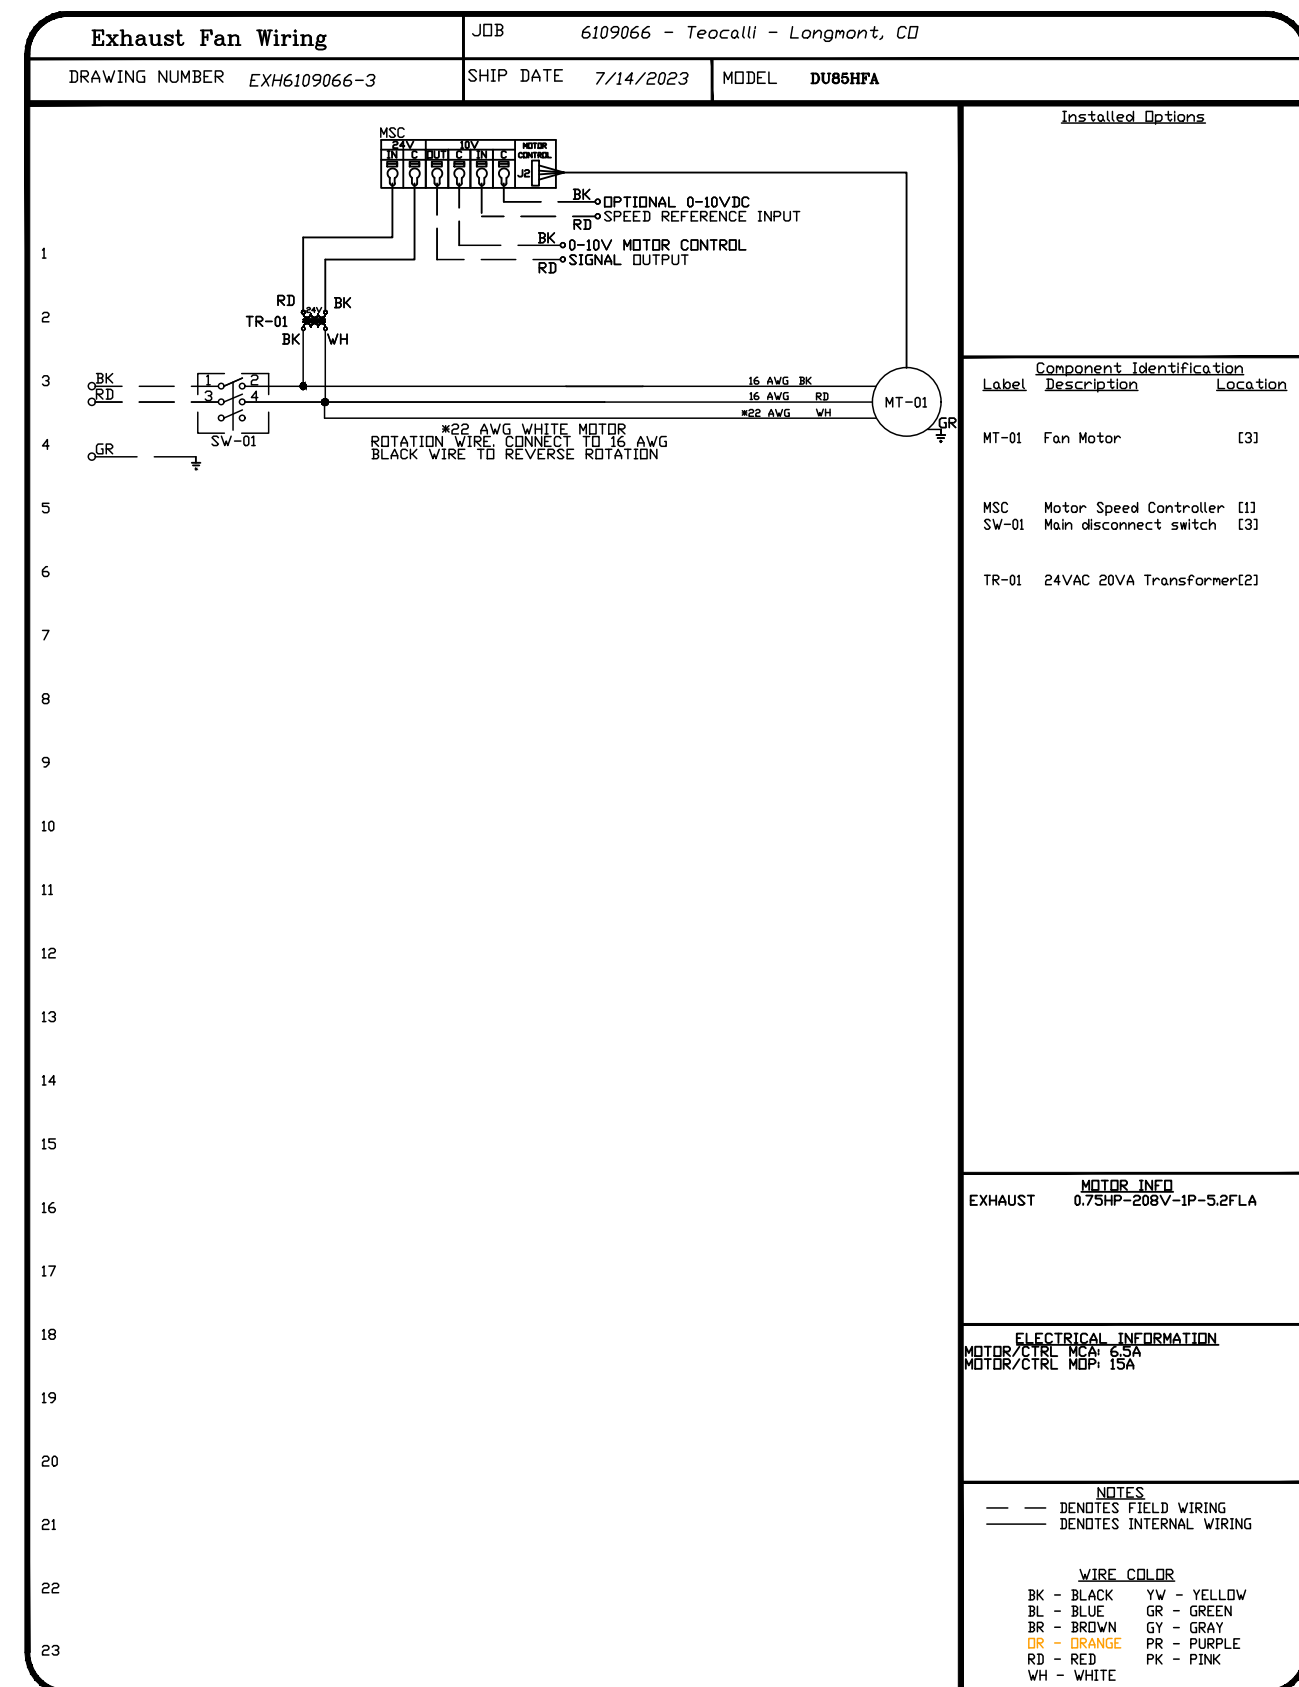 Exhaust Fan Wiring
JOB 6109066 - Teocalli - Longmont, CO
DRAWING NUMBER EXH6109066-3
SHIP DATE 7/14/2023
MODEL DU85HFA
Installed Options
MSC
24V 10V MOTOR CONTROL
IN C OUT C IN C
J2
BK OPTIONAL 0-10VDC
RD SPEED REFERENCE INPUT
BK 0-10V MOTOR CONTROL
RD SIGNAL OUTPUT
1
RD BK
24V
TR-01
BK WH
2
3
BK 1 2
RD 3 4
SW-01
16 AWG BK
16 AWG RD
*22 AWG WH
MT-01
GR
*22 AWG WHITE MOTOR
ROTATION WIRE. CONNECT TO 16 AWG
BLACK WIRE TO REVERSE ROTATION
4
GR
5
6
7
8
9
10
11
12
13
14
15
16
17
18
19
20
21
22
23
Component Identification
Label Description Location
MT-01 Fan Motor [3]
MSC Motor Speed Controller [1]
SW-01 Main disconnect switch [3]
TR-01 24VAC 20VA Transformer[2]
MOTOR INFO
EXHAUST 0.75HP-208V-1P-5.2FLA
ELECTRICAL INFORMATION
MOTOR/CTRL MCA: 6.5A
MOTOR/CTRL MOP: 15A
NOTES
DENOTES FIELD WIRING
DENOTES INTERNAL WIRING
WIRE COLOR
BK - BLACK YW - YELLOW
BL - BLUE GR - GREEN
BR - BROWN GY - GRAY
OR - ORANGE PR - PURPLE
RD - RED PK - PINK
WH - WHITE